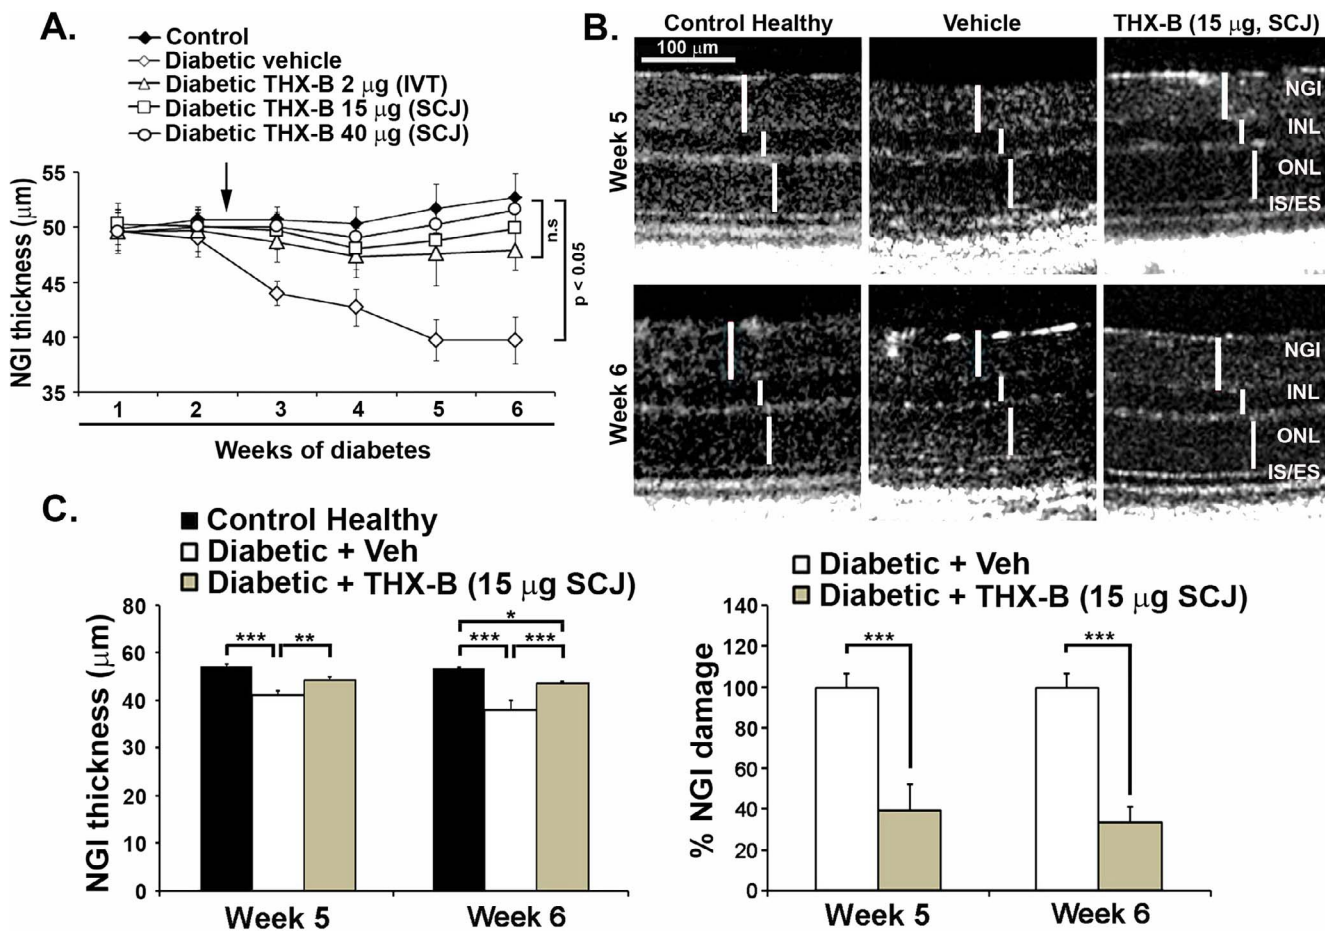 A.
Control
Diabetic vehicle
Diabetic THX-B 2 μg (IVT)
Diabetic THX-B 15 μg (SCJ)
Diabetic THX-B 40 μg (SCJ)
NGI thickness (μm)
55
50
45
40
35
n.s
p < 0.05
1 2 3 4 5 6
Weeks of diabetes
B.
Control Healthy Vehicle THX-B (15 μg, SCJ)
100 μm
Week 5
NGI
INL
ONL
IS/ES
Week 6
NGI
INL
ONL
IS/ES
C.
Control Healthy
Diabetic + Veh
Diabetic + THX-B (15 μg SCJ)
NGI thickness (μm)
80
60
60
40
30
20
10
0
*** **
*
*** ***
Week 5 Week 6
Diabetic + Veh
Diabetic + THX-B (15 μg SCJ)
% NGI damage
140
120
100
80
60
40
20
0
*** ***
Week 5 Week 6